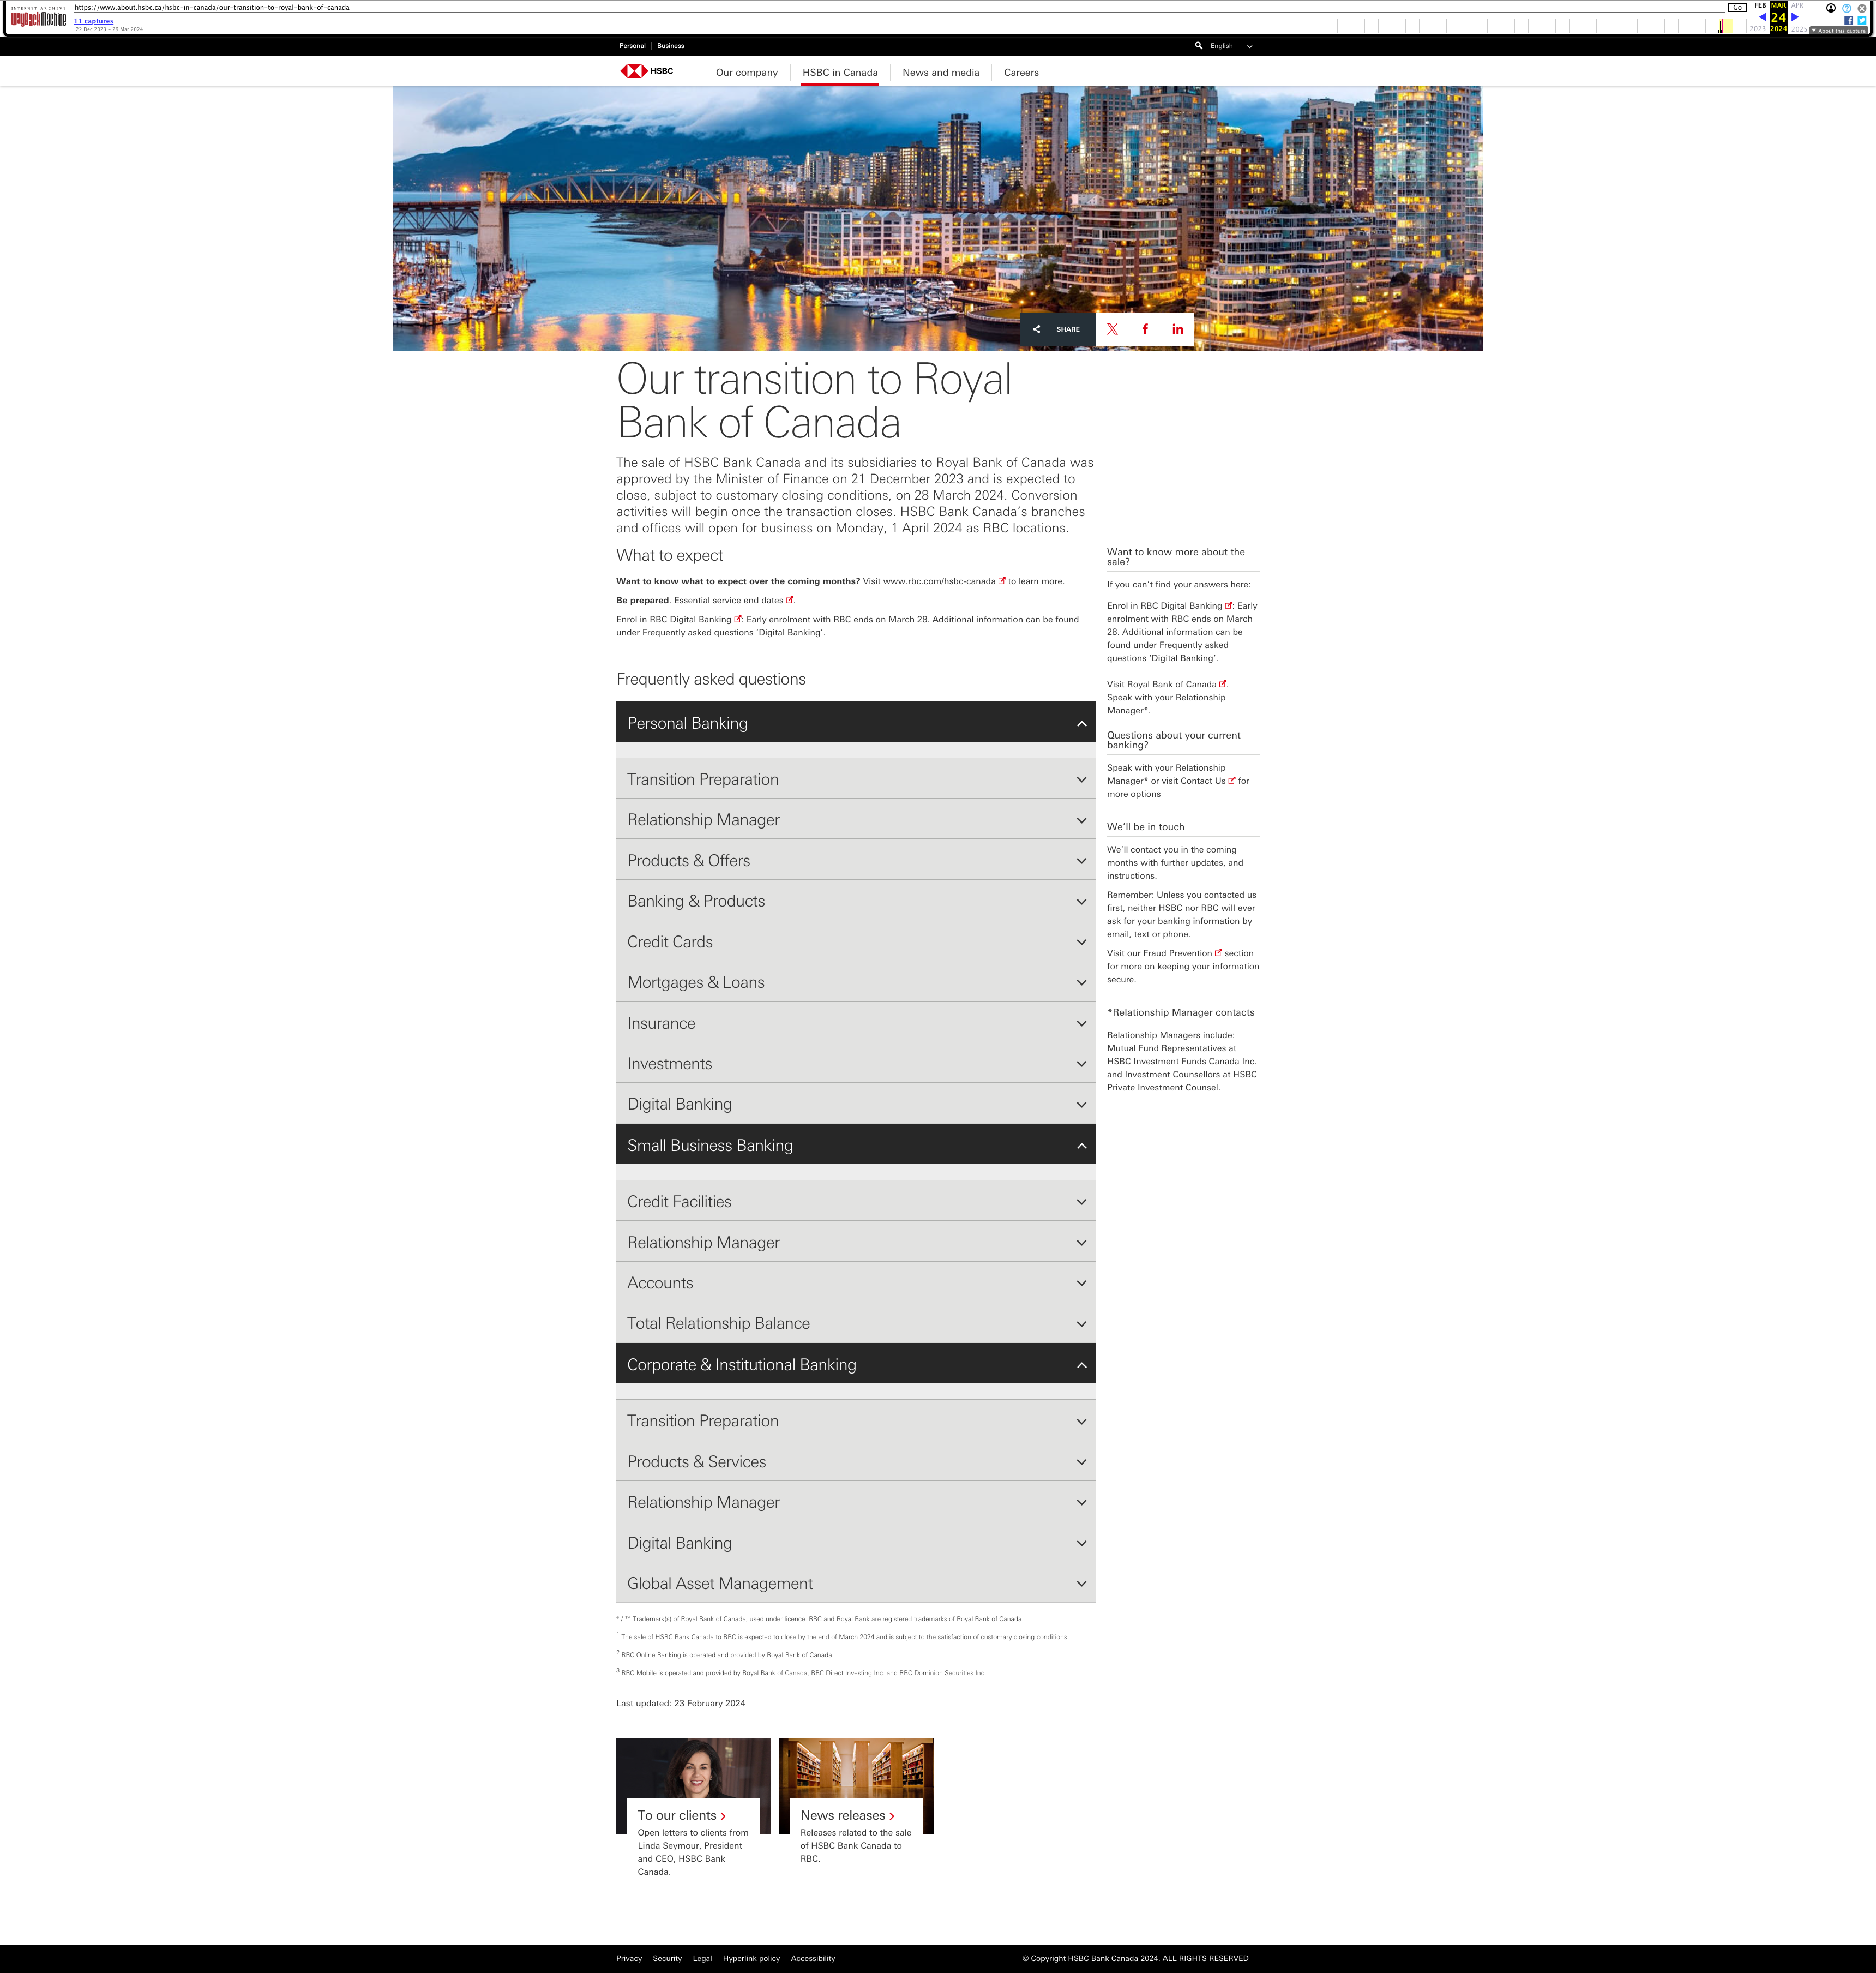 INTERNET ARCHIVE
WayBackMachine
https://www.about.hsbc.ca/hsbc-in-canada/our-transition-to-royal-bank-of-canada
Go
11 captures
22 Dec 2023 - 29 Mar 2024
FEB MAR APR
24
2023 2024 2025
About this capture
Personal Business
English
HSBC
Our company
HSBC in Canada
News and media
Careers
SHARE
Our transition to Royal
Bank of Canada
The sale of HSBC Bank Canada and its subsidiaries to Royal Bank of Canada was
approved by the Minister of Finance on 21 December 2023 and is expected to
close, subject to customary closing conditions, on 28 March 2024. Conversion
activities will begin once the transaction closes. HSBC Bank Canada's branches
and offices will open for business on Monday, 1 April 2024 as RBC locations.
What to expect
Want to know what to expect over the coming months? Visit www.rbc.com/hsbc-canada to learn more.
Be prepared. Essential service end dates.
Enrol in RBC Digital Banking: Early enrolment with RBC ends on March 28. Additional information can be
under Frequently asked questions 'Digital Banking'.
Frequently asked questions
Personal Banking
Transition Preparation
Relationship Manager
Products & Offers
Banking & Products
Credit Cards
Mortgages & Loans
Insurance
Investments
Digital Banking
Small Business Banking
Credit Facilities
Relationship Manager
Accounts
Total Relationship Balance
Corporate & Institutional Banking
Transition Preparation
Products & Services
Relationship Manager
Digital Banking
Global Asset Management
® / ™ Trademark(s) of Royal Bank of Canada, used under licence. RBC and Royal Bank are registered trademarks of Royal Bank of Canada.
1 The sale of HSBC Bank Canada to RBC is expected to close by the end of March 2024 and is subject to the satisfaction of customary closing conditions.
2 RBC Online Banking is operated and provided by Royal Bank of Canada.
3 RBC Mobile is operated and provided by Royal Bank of Canada, RBC Direct Investing Inc. and RBC Dominion Securities Inc.
Last updated: 23 February 2024
Want to know more about the
sale?
If you can't find your answers here:
Enrol in RBC Digital Banking: Early
enrolment with RBC ends on March
28. Additional information can be
found under Frequently asked
questions 'Digital Banking'.
Visit Royal Bank of Canada.
Speak with your Relationship
Manager*.
Questions about your current
banking?
Speak with your Relationship
Manager* or visit Contact Us for
more options
We'll be in touch
We'll contact you in the coming
months with further updates, and
instructions.
Remember: Unless you contacted us
first, neither HSBC nor RBC will ever
ask for your banking information by
email, text or phone.
Visit our Fraud Prevention section
for more on keeping your information
secure.
*Relationship Manager contacts
Relationship Managers include:
Mutual Fund Representatives at
HSBC Investment Funds Canada Inc.
and Investment Counsellors at HSBC
Private Investment Counsel.
To our clients
Open letters to clients from
Linda Seymour, President
and CEO, HSBC Bank
Canada.
News releases
Releases related to the sale
of HSBC Bank Canada to
RBC.
Privacy Security Legal Hyperlink policy Accessibility
© Copyright HSBC Bank Canada 2024. ALL RIGHTS RESERVED